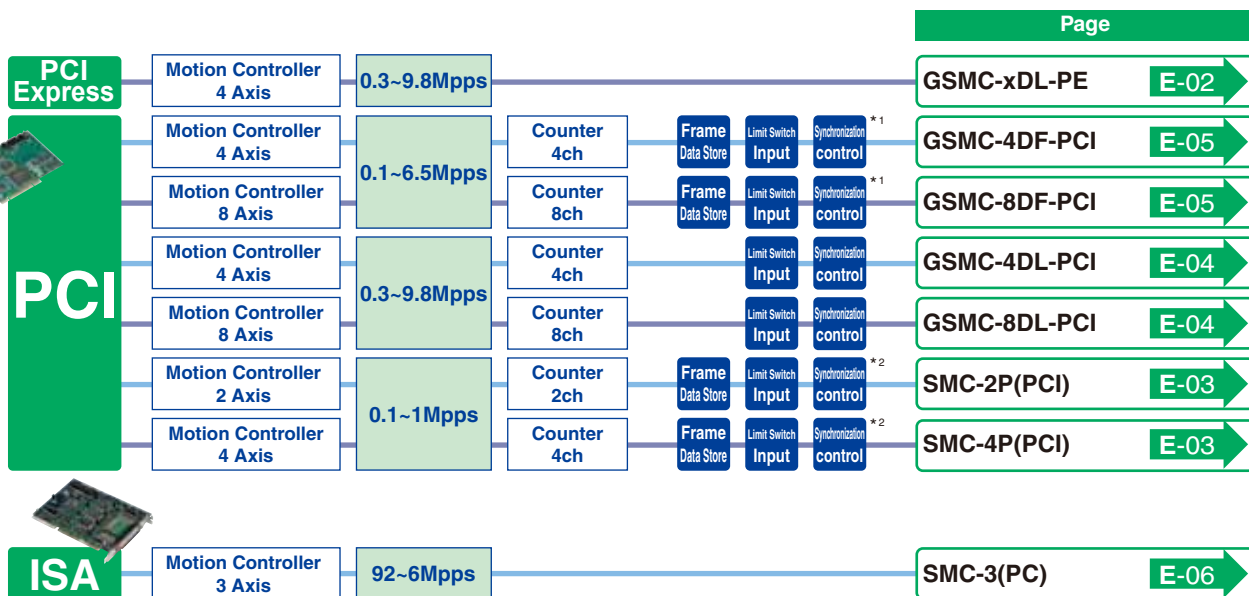 Page
PCI Express
Motion Controller 4 Axis
0.3~9.8Mpps
GSMC-xDL-PE
E-02
PCI
Motion Controller 4 Axis
0.1~6.5Mpps
Counter 4ch
Frame Data Store
Limit Switch Input
Synchronization control
*1
GSMC-4DF-PCI
E-05
Motion Controller 8 Axis
Counter 8ch
Frame Data Store
Limit Switch Input
Synchronization control
*1
GSMC-8DF-PCI
E-05
Motion Controller 4 Axis
0.3~9.8Mpps
Counter 4ch
Limit Switch Input
Synchronization control
GSMC-4DL-PCI
E-04
Motion Controller 8 Axis
Counter 8ch
Limit Switch Input
Synchronization control
GSMC-8DL-PCI
E-04
Motion Controller 2 Axis
0.1~1Mpps
Counter 2ch
Frame Data Store
Limit Switch Input
Synchronization control
*2
SMC-2P(PCI)
E-03
Motion Controller 4 Axis
Counter 4ch
Frame Data Store
Limit Switch Input
Synchronization control
*2
SMC-4P(PCI)
E-03
ISA
Motion Controller 3 Axis
92~6Mpps
SMC-3(PC)
E-06